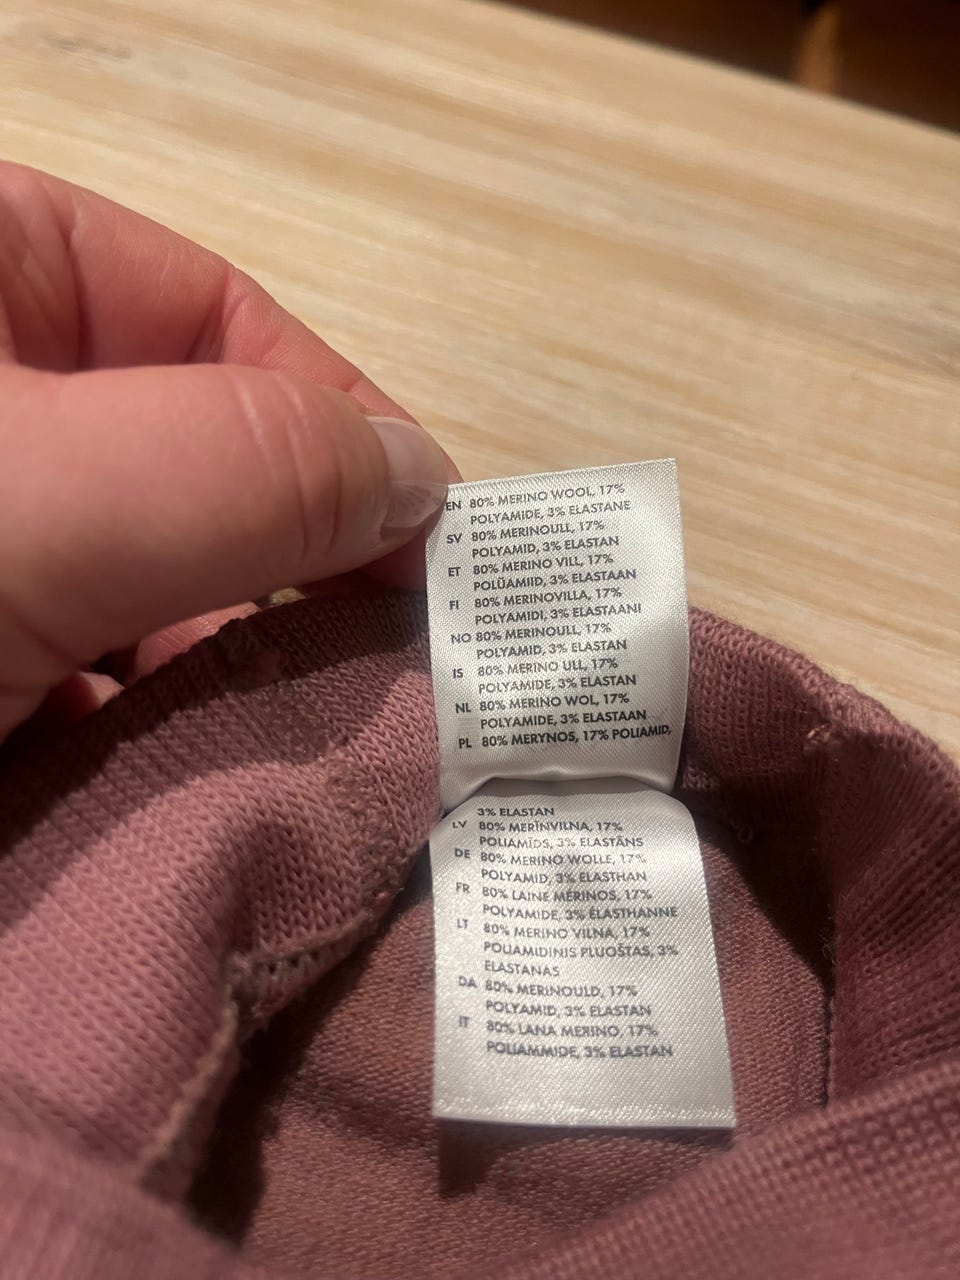 EN 80% MERINO WOOL, 17%
POLYAMIDE, 3% ELASTANE
SV 80% MERINOULL, 17%
POLYAMID, 3% ELASTAN
ET 80% MERINO VILL, 17%
POLÜAMIID, 3% ELASTAAN
FI 80% MERINOVILLA, 17%
POLYAMIDI, 3% ELASTAANI
NO 80% MERINOULL, 17%
POLYAMID, 3% ELASTAN
IS 80% MERINO ULL, 17%
POLYAMIDE, 3% ELASTAN
NL 80% MERINO WOL, 17%
POLYAMIDE, 3% ELASTAAN
PL 80% MERYNOS, 17% POLIAMID,
3% ELASTAN
LV 80% MERĪNVILNA, 17%
POLIAMĪDS, 3% ELASTĀNS
DE 80% MERINO WOLLE, 17%
POLYAMID, 3% ELASTHAN
FR 80% LAINE MÉRINOS, 17%
POLYAMIDE, 3% ÉLASTHANNE
LT 80% MERINO VILNA, 17%
POLIAMIDINIS PLUOŠTAS, 3%
ELASTANAS
DA 80% MERINOULD, 17%
POLYAMID, 3% ELASTAN
IT 80% LANA MERINO, 17%
POLIAMMIDE, 3% ELASTAN